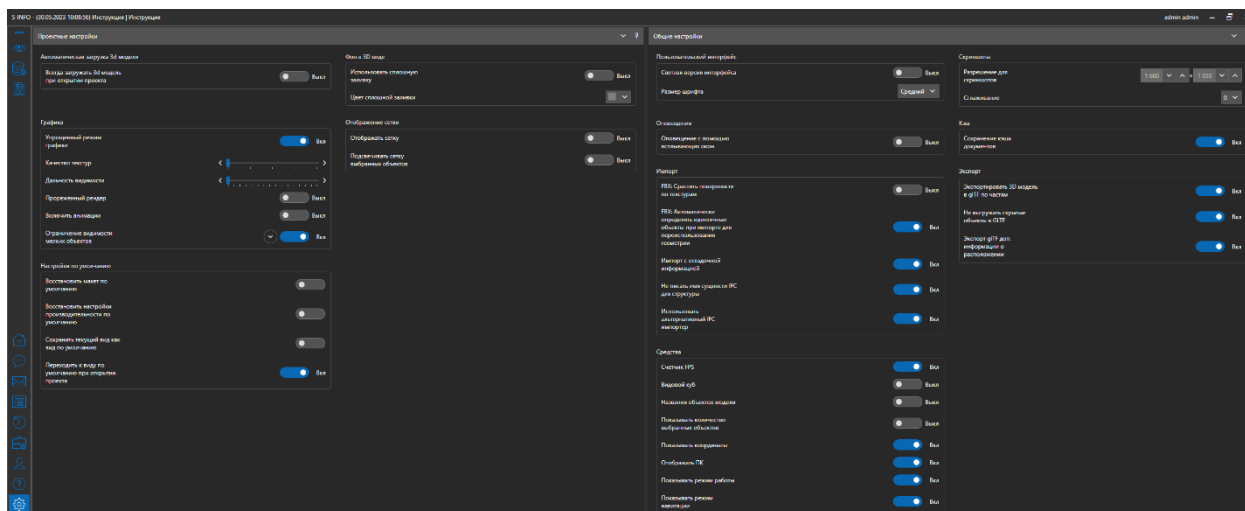 S-INFO - (30.05.2023 10:08:56) Инструкция | Инструкция
admin admin
Проектные настройки
Автоматическая загрузка 3d модели
Всегда загружать 3d модель
при открытии проекта
Выкл
Графика
Упрощенный режим
графики
Вкл
Качество текстур
Дальность видимости
Прореженный рендер
Выкл
Включить анимации
Выкл
Ограничение видимости
мелких объектов
Вкл
Настройки по умолчанию
Восстановить макет по
умолчанию
Восстановить настройки
производительности по
умолчанию
Сохранить текущий вид как
вид по умолчанию
Переходить к виду по
умолчанию при открытии
проекта
Вкл
Фон в 3D виде
Использовать сплошную
заливку
Выкл
Цвет сплошной заливки
Отображение сетки
Отображать сетку
Выкл
Подсвечивать сетку
выбранных объектов
Выкл
Общие настройки
Пользовательский интерфейс
Светлая версия интерфейса
Выкл
Размер шрифта
Средний
Оповещения
Оповещение с помощью
всплывающих окон
Выкл
Импорт
FBX: Срастить поверхности
по текстурам
Выкл
FBX: Автоматически
определять идентичные
объекты при импорте для
переиспользования
геометрии
Вкл
Импорт с отладочной
информацией
Вкл
Не писать имя сущности IFC
для структуры
Вкл
Использовать
альтернативный IFC
импортер
Вкл
Средства
Счетчик FPS
Вкл
Видовой куб
Выкл
Названия объектов модели
Выкл
Показывать количество
выбранных объектов
Выкл
Показывать координаты
Вкл
Отображать ПК
Вкл
Показывать режим работы
Вкл
Показывать режим
навигации
Вкл
Скриншоты
Разрешение для
скриншотов
1 680 x 1 050
Сглаживание
0
Кэш
Сохранение кэша
документов
Вкл
Экспорт
Экспортировать 3D модель
в glTF по частям
Вкл
Не выгружать скрытые
объекты в GLTF
Вкл
Экспорт glTF доп.
информации о
расположении
Вкл